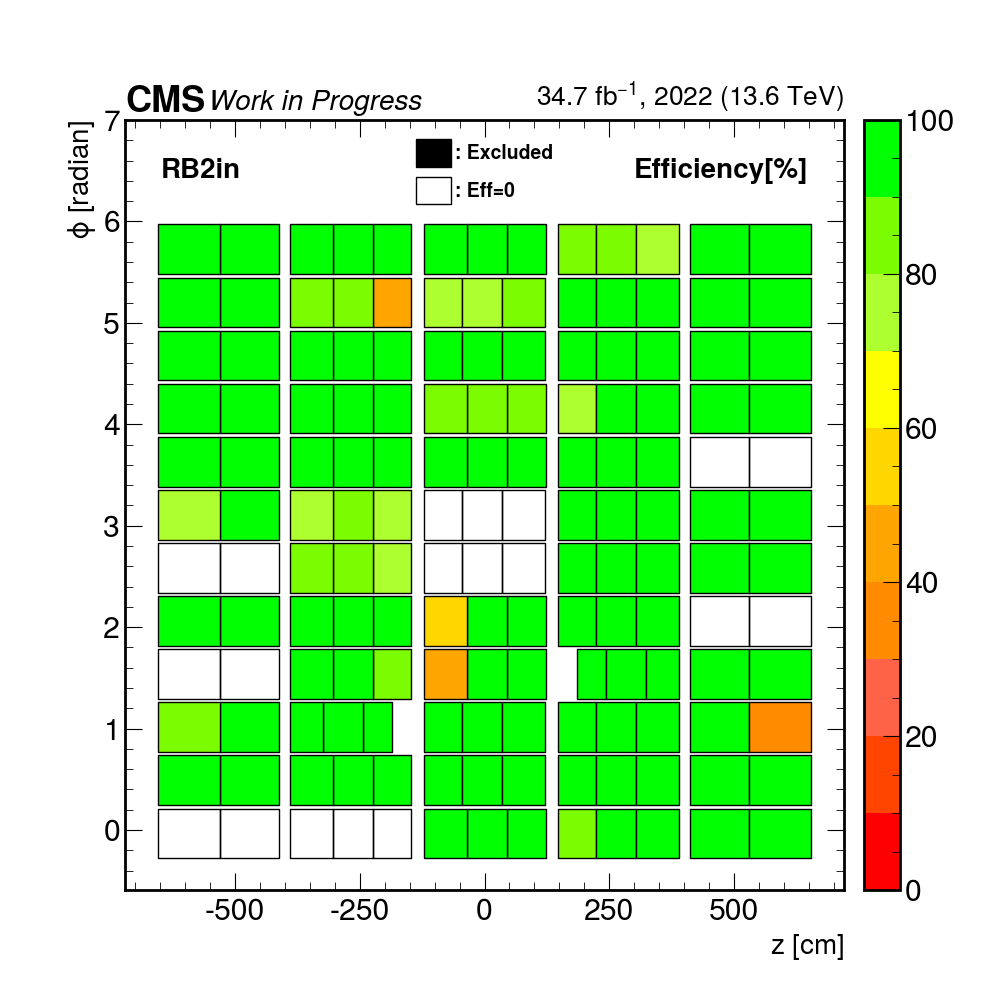 CMS Work in Progress 34.7 fb⁻¹, 2022 (13.6 TeV)
RB2in
: Excluded
: Eff=0
Efficiency[%]
ϕ [radian]
7
6
5
4
3
2
1
0
-500 -250 0 250 500
z [cm]
100
80
60
40
20
0